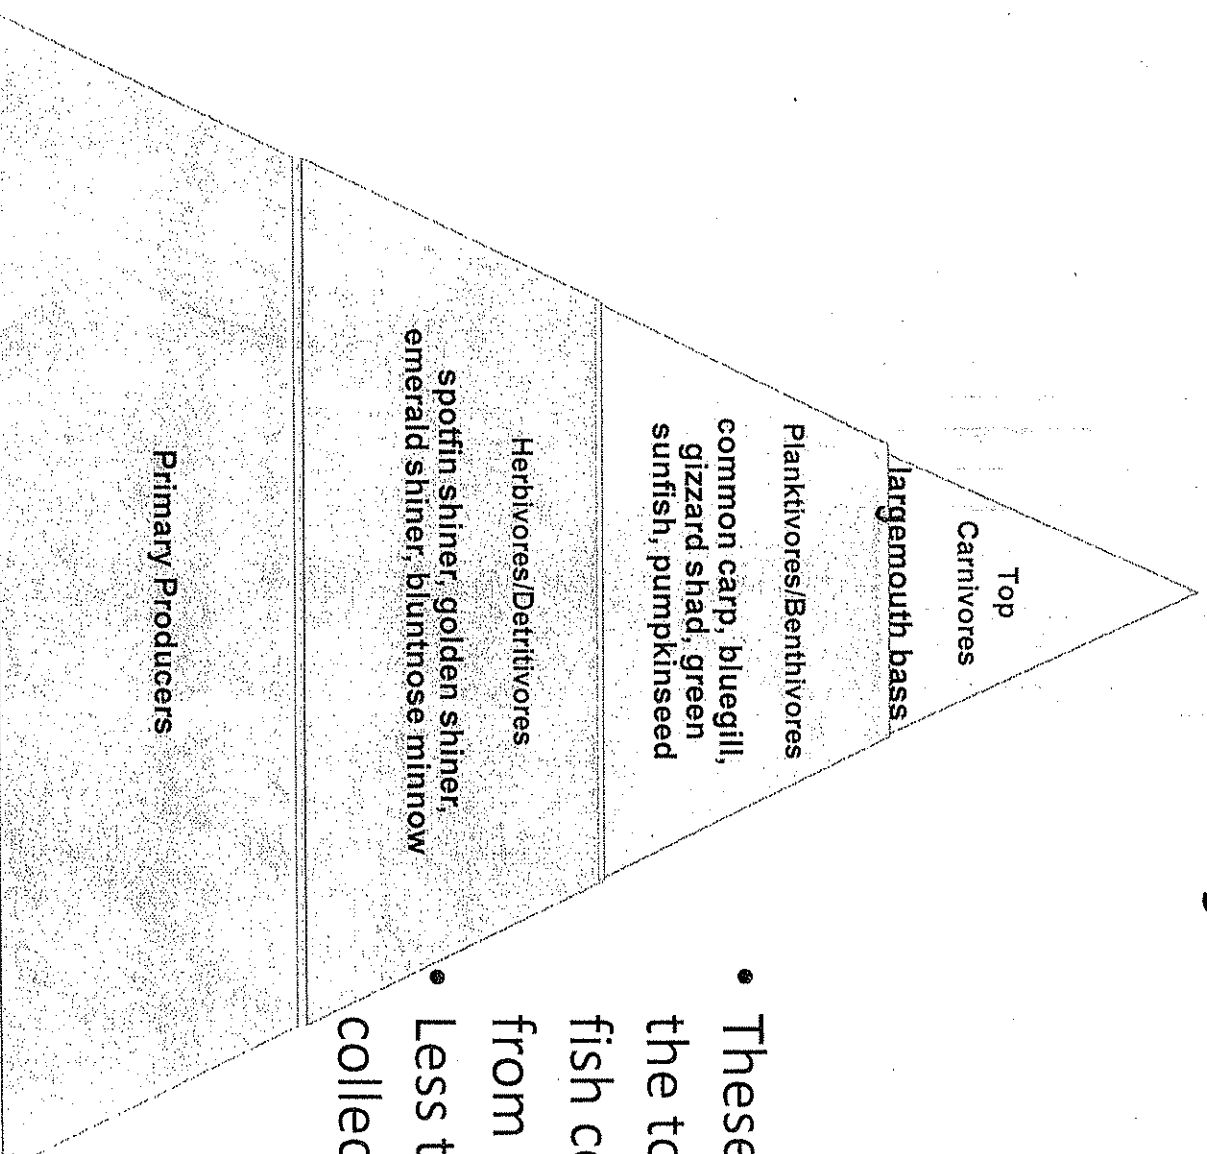 Top
Carnivores
largemouth bass
Planktivores/Benthivores
common carp, bluegill,
gizzard shad, green
sunfish, pumpkinseed
Herbivores/Detritivores
spotfin shiner, golden shiner,
emerald shiner, bluntnose minnow
Primary Producers
• These
the to
fish co
from
• Less t
collec